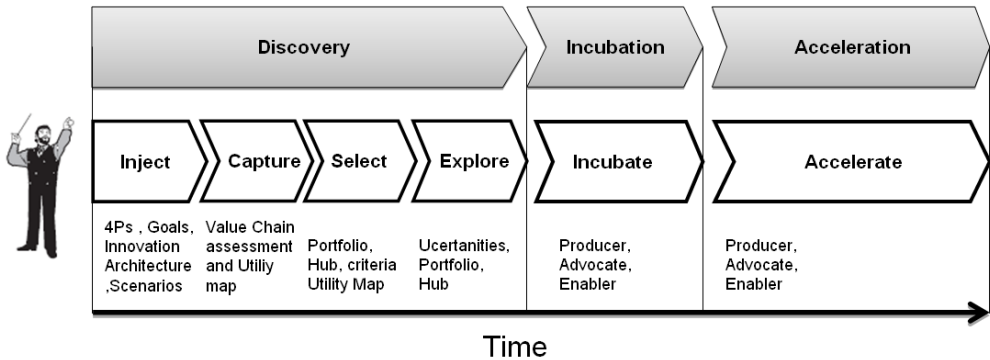 Discovery
Incubation
Acceleration
Inject
Capture
Select
Explore
Incubate
Accelerate
4Ps , Goals,
Innovation
Architecture
,Scenarios
Value Chain
assessment
and Utiliy
map
Portfolio,
Hub, criteria
Utility Map
Ucertanities,
Portfolio,
Hub
Producer,
Advocate,
Enabler
Producer,
Advocate,
Enabler
Time